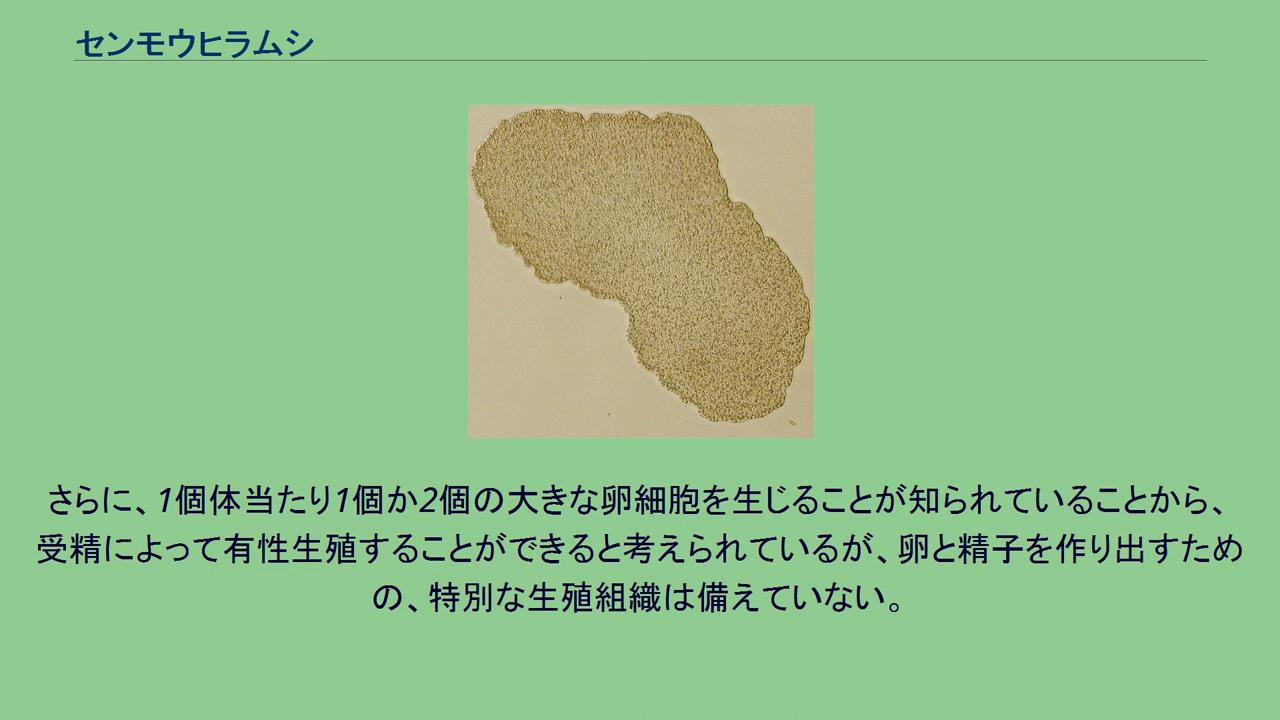 センモウヒラムシ
さらに、1個体当たり1個か2個の大きな卵細胞を生じることが知られていることから、
受精によって有性生殖することができると考えられているが、卵と精子を作り出すため
の、特別な生殖組織は備えていない。